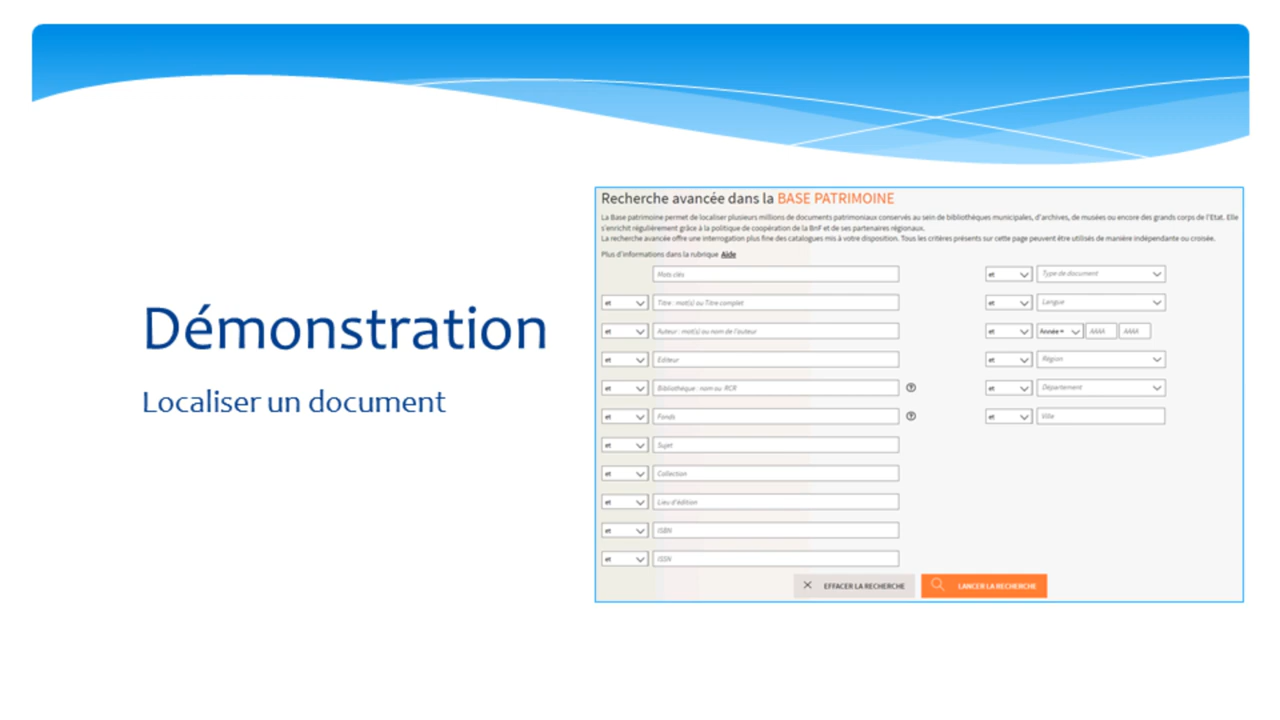 Démonstration
Localiser un document
Recherche avancée dans la BASE PATRIMOINE
La Base patrimoine permet de localiser plusieurs millions de documents patrimoniaux conservés au sein de bibliothèques municipales, d'archives, de musées ou encore des grands corps de l'Etat. Elle
s'enrichit régulièrement grâce à la politique de coopération de la BnF et de ses partenaires régionaux.
La recherche avancée offre une interrogation plus fine des catalogues mis à votre disposition. Tous les critères présents sur cette page peuvent être utilisés de manière indépendante ou croisée.
Plus d'informations dans la rubrique Aide
Mots clés et Type de document
et Titre : mot(s) ou Titre complet et Langue
et Auteur : mot(s) ou nom de l'auteur et Année = AAAA AAAA
et Editeur et Région
et Bibliothèque : nom ou RCR ? et Département
et Fonds ? et Ville
et Sujet
et Collection
et Lieu d'édition
et ISBN
et ISSN
EFFACER LA RECHERCHE LANCER LA RECHERCHE